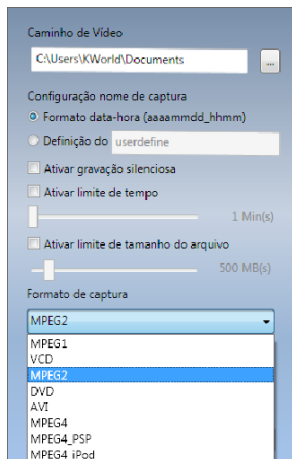 Caminho de Vídeo
C:\Users\KWorld\Documents
...
Configuração nome de captura
Formato data-hora (aaaammdd_hhmm)
Definição do userdefine
Ativar gravação silenciosa
Ativar limite de tempo
1 Min(s)
Ativar limite de tamanho do arquivo
500 MB(s)
Formato de captura
MPEG2
MPEG1
VCD
MPEG2
DVD
AVI
MPEG4
MPEG4_PSP
MPEG4_iPod